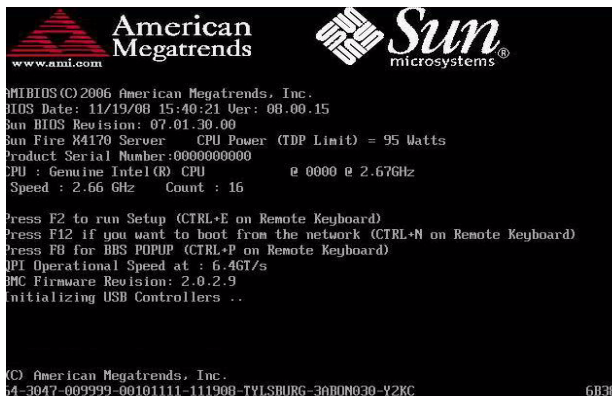 American
Megatrends
www.ami.com
Sun
microsystems
®
AMIBIOS(C)2006 American Megatrends, Inc.
BIOS Date: 11/19/08 15:40:21 Ver: 08.00.15
Sun BIOS Revision: 07.01.30.00
Sun Fire X4170 Server CPU Power (TDP Limit) = 95 Watts
Product Serial Number:0000000000
CPU : Genuine Intel(R) CPU @ 0000 @ 2.67GHz
Speed : 2.66 GHz Count : 16
Press F2 to run Setup (CTRL+E on Remote Keyboard)
Press F12 if you want to boot from the network (CTRL+N on Remote Keyboard)
Press F8 for BBS POPUP (CTRL+P on Remote Keyboard)
QPI Operational Speed at : 6.4GT/s
BMC Firmware Revision: 2.0.2.9
Initializing USB Controllers ..
(C) American Megatrends, Inc.
64-3047-009999-00101111-111908-TYLSBURG-3ABON030-Y2KC